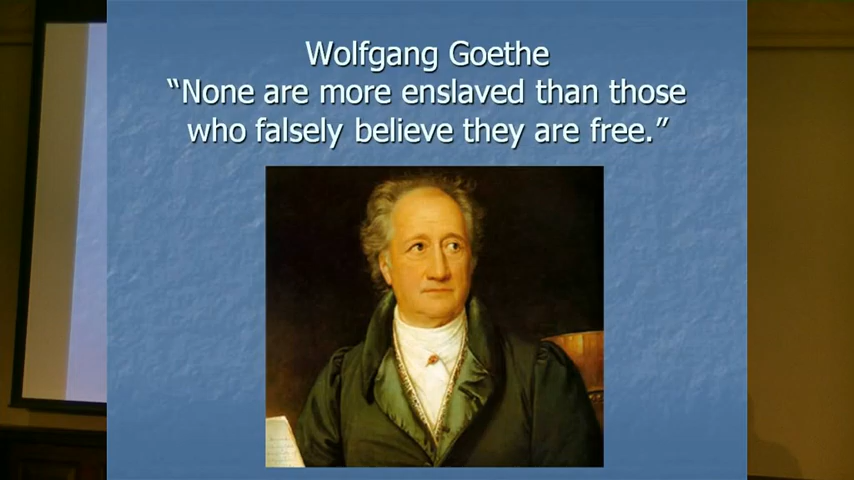 Wolfgang Goethe
“None are more enslaved than those
who falsely believe they are free.”